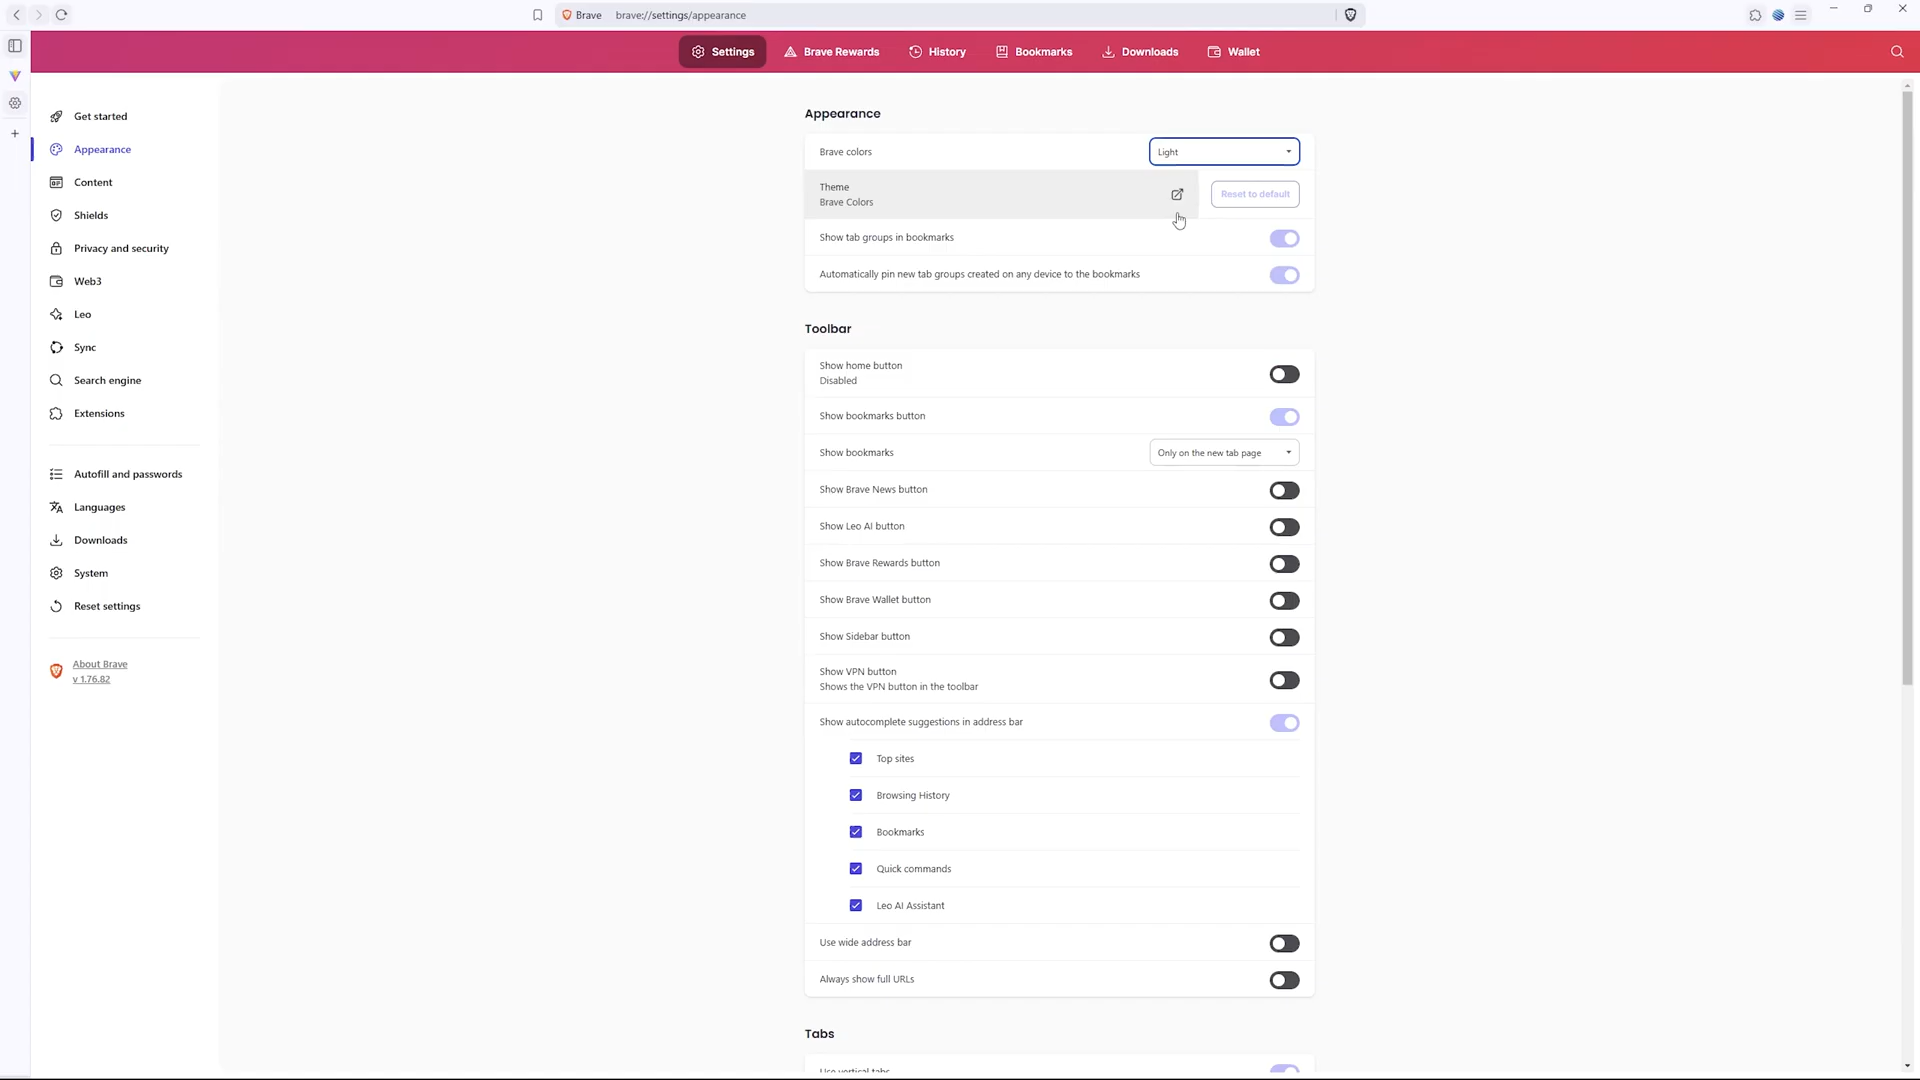 Brave brave://settings/appearance
Settings Brave Rewards History Bookmarks Downloads Wallet
Get started
Appearance
Content
Shields
Privacy and security
Web3
Leo
Sync
Search engine
Extensions
Autofill and passwords
Languages
Downloads
System
Reset settings
About Brave
v 1.76.82
Appearance
Brave colors Light
Theme
Brave Colors
Reset to default
Show tab groups in bookmarks
Automatically pin new tab groups created on any device to the bookmarks
Toolbar
Show home button
Disabled
Show bookmarks button
Show bookmarks Only on the new tab page
Show Brave News button
Show Leo AI button
Show Brave Rewards button
Show Brave Wallet button
Show Sidebar button
Show VPN button
Shows the VPN button in the toolbar
Show autocomplete suggestions in address bar
Top sites
Browsing History
Bookmarks
Quick commands
Leo AI Assistant
Use wide address bar
Always show full URLs
Tabs
Use vertical tabs